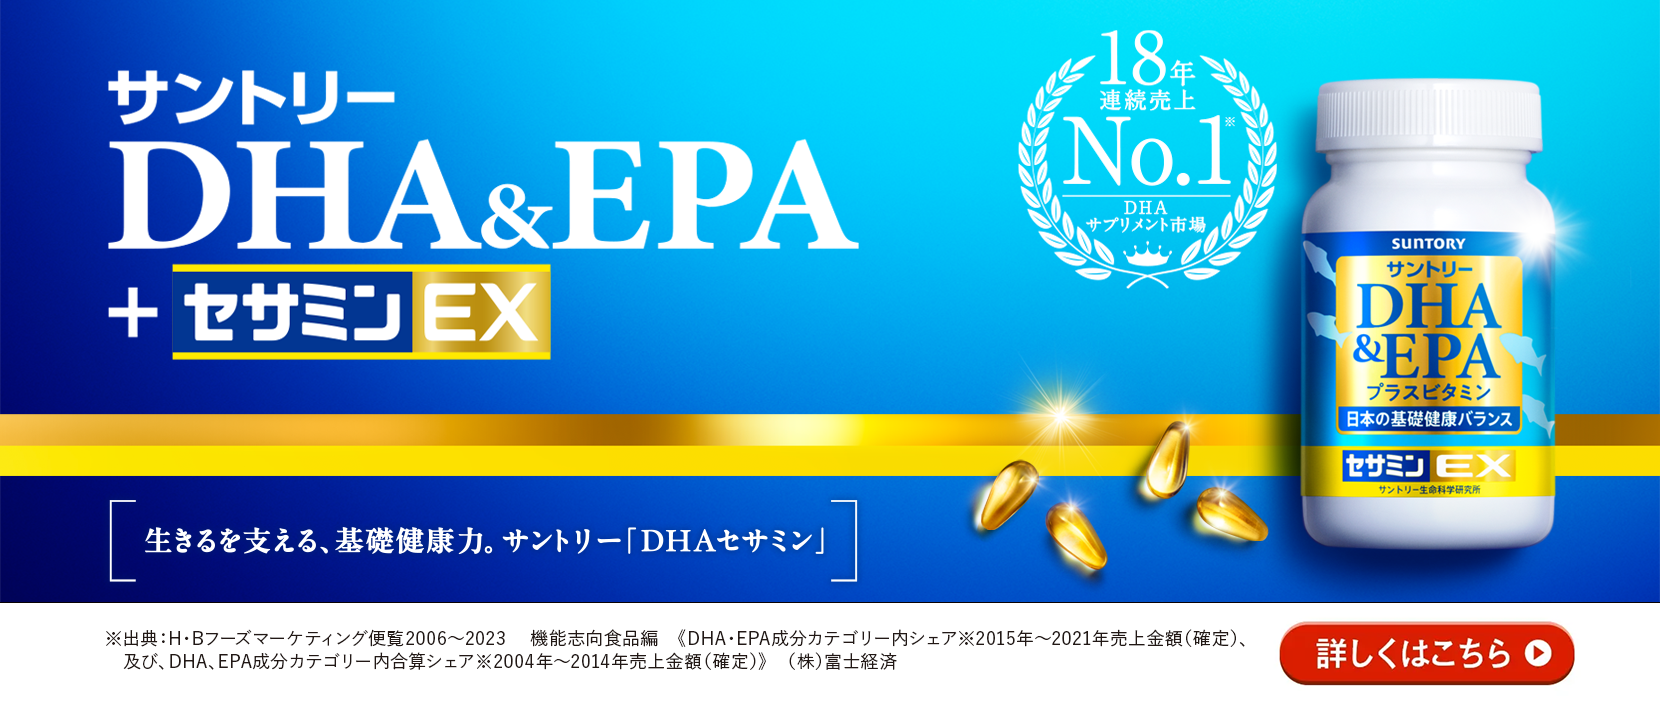 サントリー
DHA&EPA
+セサミンEX
18年
連続売上
No.1※
DHA
サプリメント市場
SUNTORY
サントリー
DHA
&EPA
プラスビタミン
日本の基礎健康バランス
セサミンEX
サントリー生命科学研究所
生きるを支える、基礎健康力。サントリー「DHAセサミン」
※出典：H・Bフーズマーケティング便覧2006〜2023 機能志向食品編 《DHA・EPA成分カテゴリー内シェア※2015年〜2021年売上金額（確定）、
及び、DHA、EPA成分カテゴリー内合算シェア※2004年〜2014年売上金額（確定）》（株）富士経済
詳しくはこちら